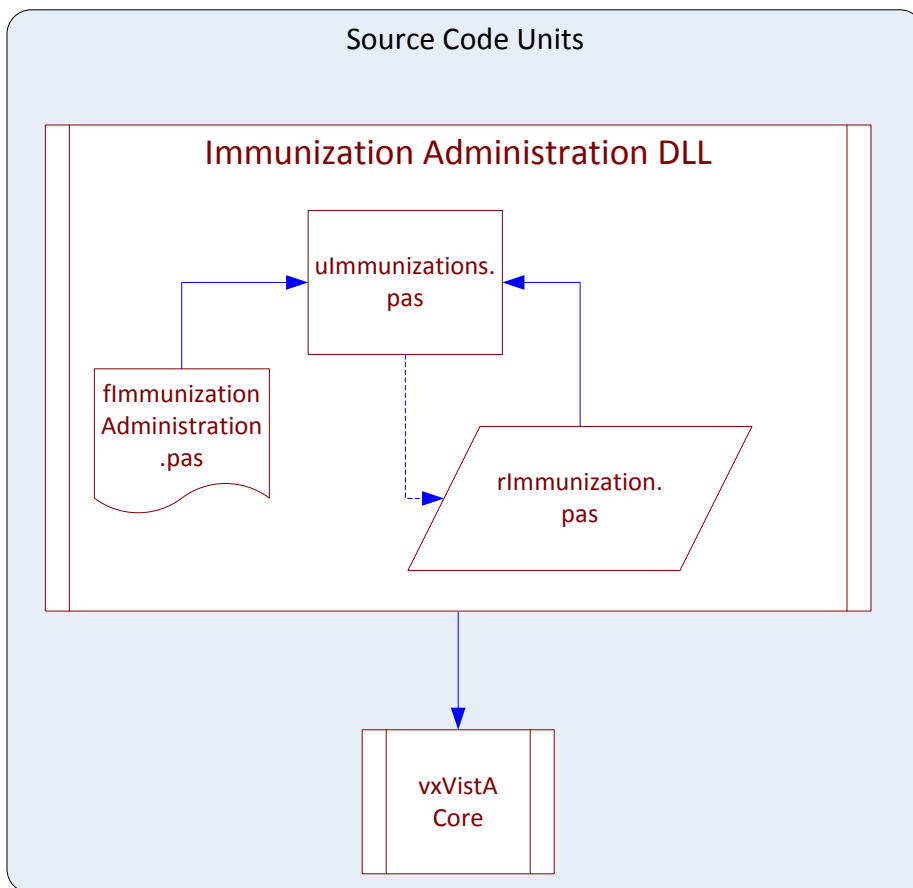 Source Code Units
Immunization Administration DLL
uImmunizations.
pas
fImmunization
Administration
.pas
rImmunization.
pas
vxVistA
Core